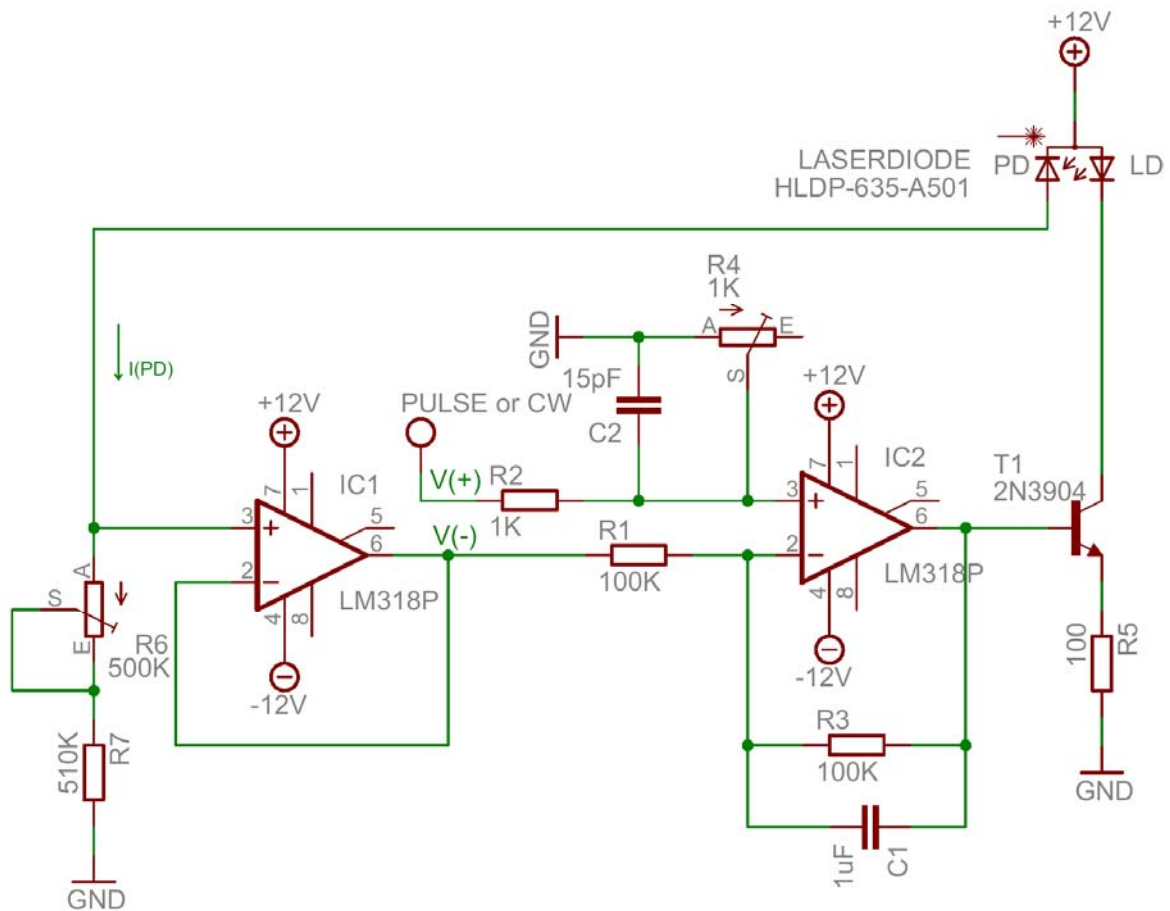 +12V
LASERDIODE PD LD
HLDP-635-A501
R4
1K
A E
GND
S
I(PD)
15pF
C2
+12V
+12V
PULSE or CW
7 1 IC1
7 1 IC2
V(+) R2
1K
T1
2N3904
3 + 5
6
V(-)
3 + 5
6
R1
100K
2 −
2 −
LM318P
LM318P
4 8
4 8
A
S
E
R6
500K
-12V
-12V
100
R5
R3
100K
510K
R7
GND
1uF
C1
GND